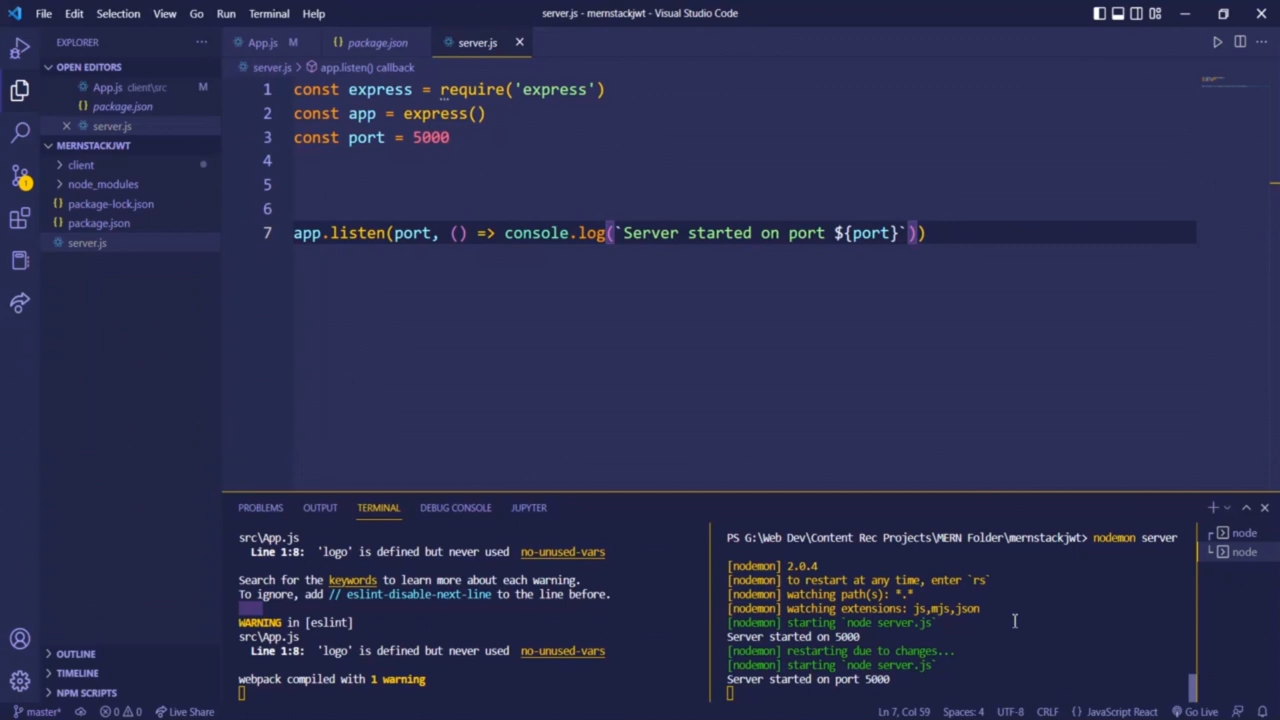 File Edit Selection View Go Run Terminal Help
server.js - mernstackjwt - Visual Studio Code
EXPLORER
OPEN EDITORS
App.js client\src M
package.json
server.js
MERNSTACKJWT
client
node_modules
package-lock.json
package.json
server.js
OUTLINE
TIMELINE
NPM SCRIPTS
App.js M
package.json
server.js
server.js > app.listen() callback
1 const express = require('express')
2 const app = express()
3 const port = 5000
4
5
6
7 app.listen(port, () => console.log(`Server started on port ${port}`))
PROBLEMS OUTPUT TERMINAL DEBUG CONSOLE JUPYTER
src\App.js
Line 1:8: 'logo' is defined but never used no-unused-vars
Search for the keywords to learn more about each warning.
To ignore, add // eslint-disable-next-line to the line before.
WARNING in [eslint]
src\App.js
Line 1:8: 'logo' is defined but never used no-unused-vars
webpack compiled with 1 warning
PS G:\Web Dev\Content Rec Projects\MERN Folder\mernstackjwt> nodemon server
[nodemon] 2.0.4
[nodemon] to restart at any time, enter `rs`
[nodemon] watching path(s): *.*
[nodemon] watching extensions: js,mjs,json
[nodemon] starting `node server.js`
Server started on 5000
[nodemon] restarting due to changes...
[nodemon] starting `node server.js`
Server started on port 5000
node
node
1
master* 0 0 Live Share
Ln 7, Col 59 Spaces: 4 UTF-8 CRLF {} JavaScript React Go Live